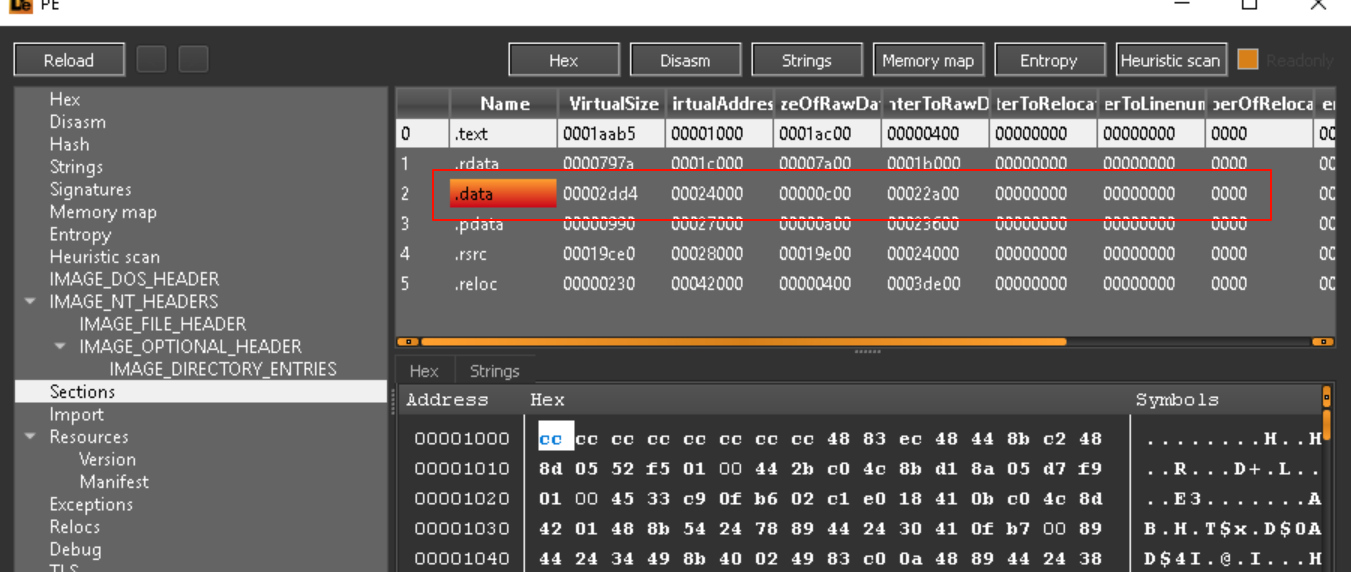 De PE
Reload Hex Disasm Strings Memory map Entropy Heuristic scan Readonly
Hex
Disasm
Hash
Strings
Signatures
Memory map
Entropy
Heuristic scan
IMAGE_DOS_HEADER
IMAGE_NT_HEADERS
IMAGE_FILE_HEADER
IMAGE_OPTIONAL_HEADER
IMAGE_DIRECTORY_ENTRIES
Sections
Import
Resources
Version
Manifest
Exceptions
Relocs
Debug
TLS
Name VirtualSize irtualAddres zeOfRawDa nterToRawD terToReloca erToLinenum berOfReloca
0 .text 0001aab5 00001000 0001ac00 00000400 00000000 00000000 0000 00
1 .rdata 0000797a 0001c000 00007a00 0001b000 00000000 00000000 0000 00
2 .data 00002dd4 00024000 00000c00 00022a00 00000000 00000000 0000 00
3 .pdata 00000990 00027000 00000a00 00023600 00000000 00000000 0000 00
4 .rsrc 00019ce0 00028000 00019e00 00024000 00000000 00000000 0000 00
5 .reloc 00000230 00042000 00000400 0003de00 00000000 00000000 0000 00
Hex Strings
Address Hex Symbols
00001000 cc cc cc cc cc cc cc cc 48 83 ec 48 44 8b c2 48 ........H..H
00001010 8d 05 52 f5 01 00 44 2b c0 4c 8b d1 8a 05 d7 f9 ..R...D+.L..
00001020 01 00 45 33 c9 0f b6 02 c1 e0 18 41 0b c0 4c 8d ..E3.......A
00001030 42 01 48 8b 54 24 78 89 44 24 30 41 0f b7 00 89 B.H.T$x.D$0A
00001040 44 24 34 49 8b 40 02 49 83 c0 0a 48 89 44 24 38 D$4I.@.I...H